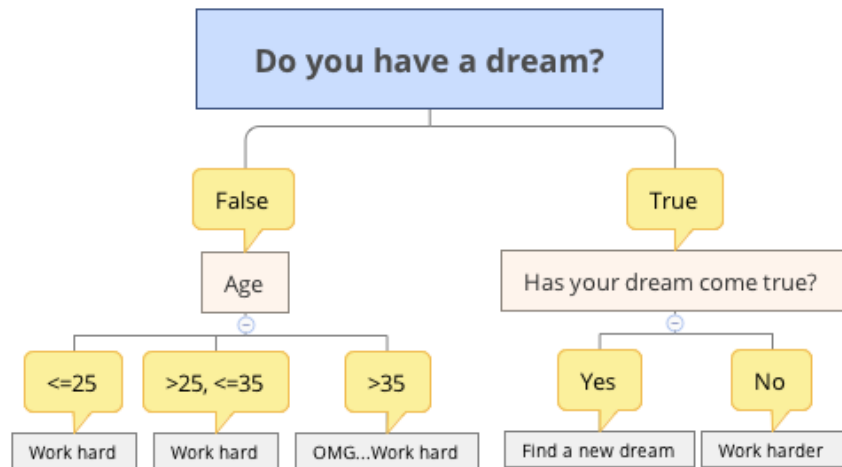 Do you have a dream?
False
True
Age
Has your dream come true?
<=25
>25, <=35
>35
Yes
No
Work hard
Work hard
OMG...Work hard
Find a new dream
Work harder